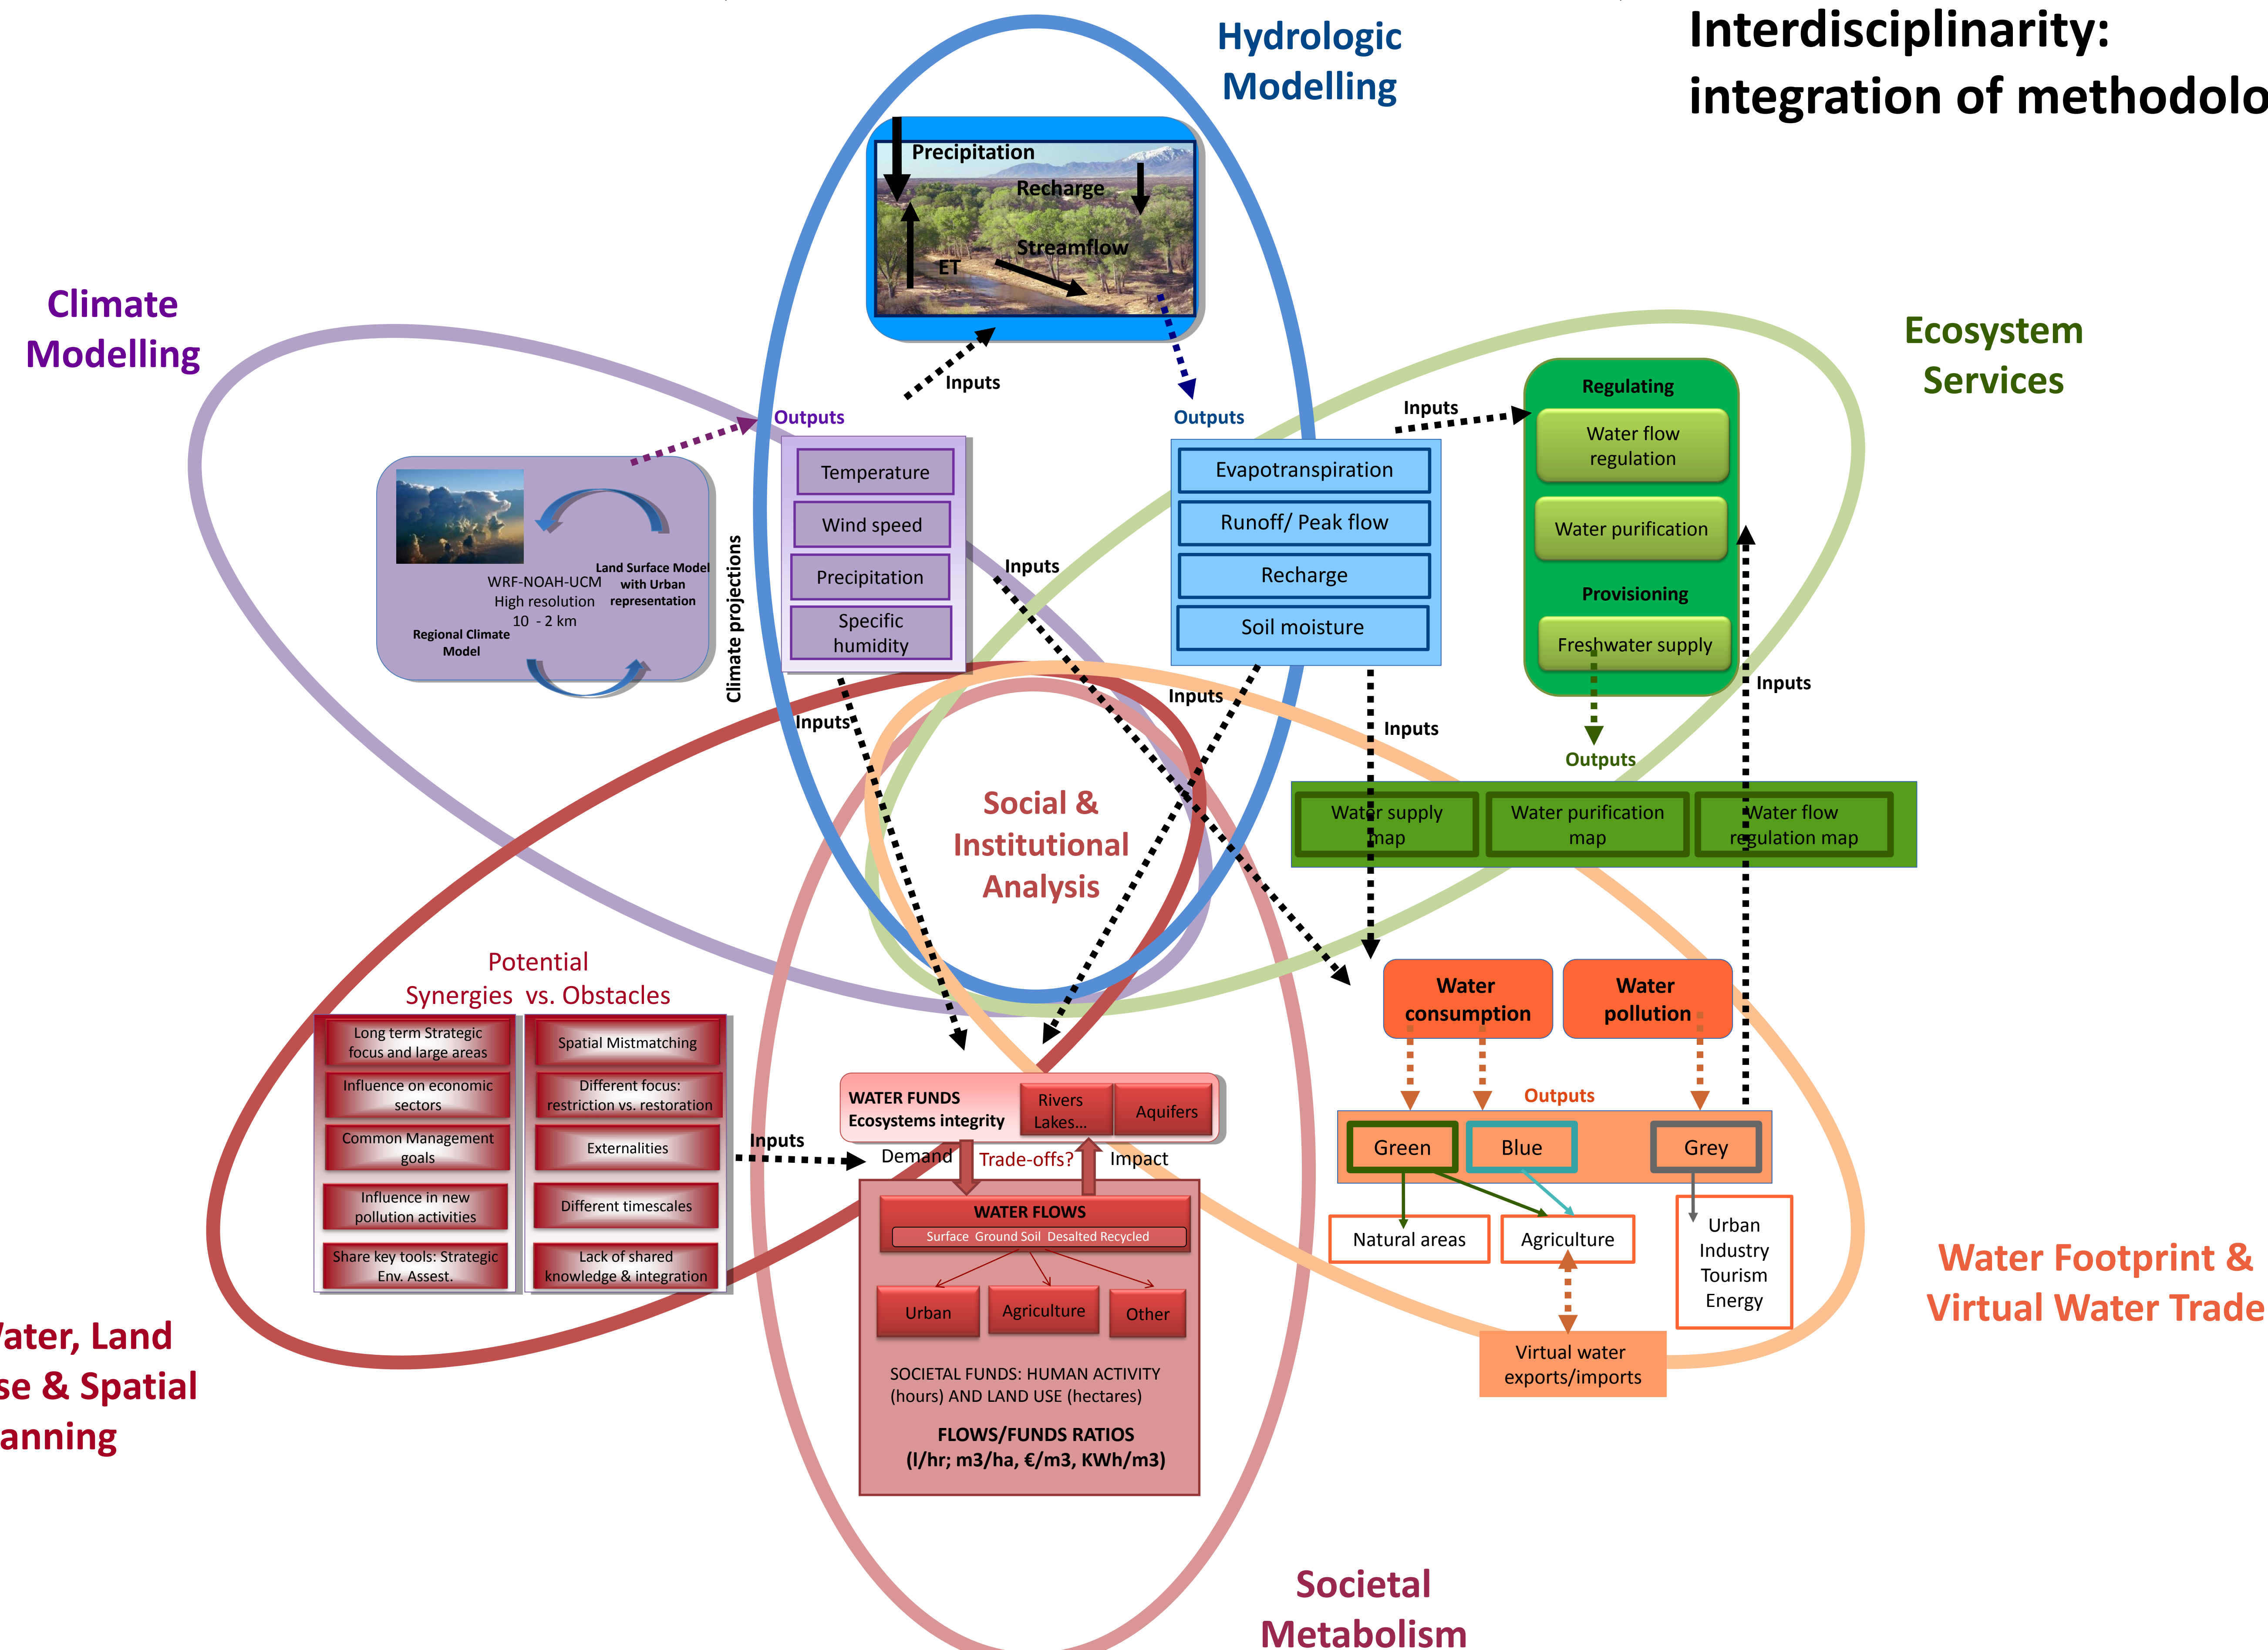 Interdisciplinarity:
integration of
Hydrologic
Modelling
Precipitation
Recharge
Streamflow
ET
Inputs
Climate
Modelling
Outputs
Temperature
Wind speed
Precipitation
Specific
humidity
Climate projections
WRF-NOAH-UCM
High resolution
10 - 2 km
Land Surface Model
with Urban
representation
Regional Climate
Model
Outputs
Evapotranspiration
Runoff/ Peak flow
Recharge
Soil moisture
Inputs
Ecosystem
Services
Regulating
Water flow
regulation
Water purification
Provisioning
Freshwater supply
Inputs
Inputs
Inputs
Inputs
Inputs
Outputs
Water supply
map
Water purification
map
Water flow
regulation map
Social &
Institutional
Analysis
Potential
Synergies vs. Obstacles
Long term Strategic
focus and large areas
Influence on economic
sectors
Common Management
goals
Influence in new
pollution activities
Share key tools: Strategic
Env. Assest.
Spatial Mistmatching
Different focus:
restriction vs. restoration
Externalities
Different timescales
Lack of shared
knowledge & integration
Inputs
Land
& Spatial
WATER FUNDS
Ecosystems integrity
Rivers
Lakes...
Aquifers
Demand
Trade-offs?
Impact
WATER FLOWS
Surface Ground Soil Desalted Recycled
Urban
Agriculture
Other
SOCIETAL FUNDS: HUMAN ACTIVITY
(hours) AND LAND USE (hectares)
FLOWS/FUNDS RATIOS
(l/hr; m3/ha, €/m3, KWh/m3)
Societal
Metabolism
Water
consumption
Water
pollution
Outputs
Green
Blue
Grey
Natural areas
Agriculture
Urban
Industry
Tourism
Energy
Virtual water
exports/imports
Water Footprint &
Virtual Water Trade